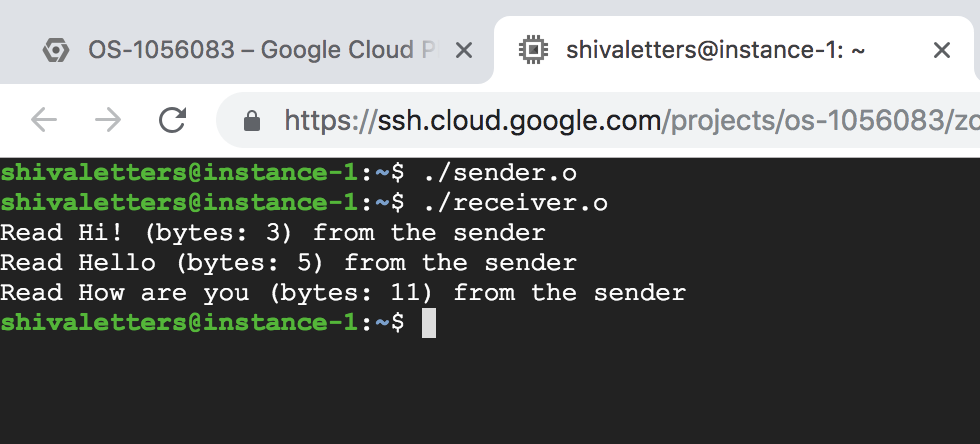 OS-1056083 – Google Cloud P
shivaletters@instance-1: ~
https://ssh.cloud.google.com/projects/os-1056083/zo
shivaletters@instance-1:~$ ./sender.o
shivaletters@instance-1:~$ ./receiver.o
Read Hi! (bytes: 3) from the sender
Read Hello (bytes: 5) from the sender
Read How are you (bytes: 11) from the sender
shivaletters@instance-1:~$